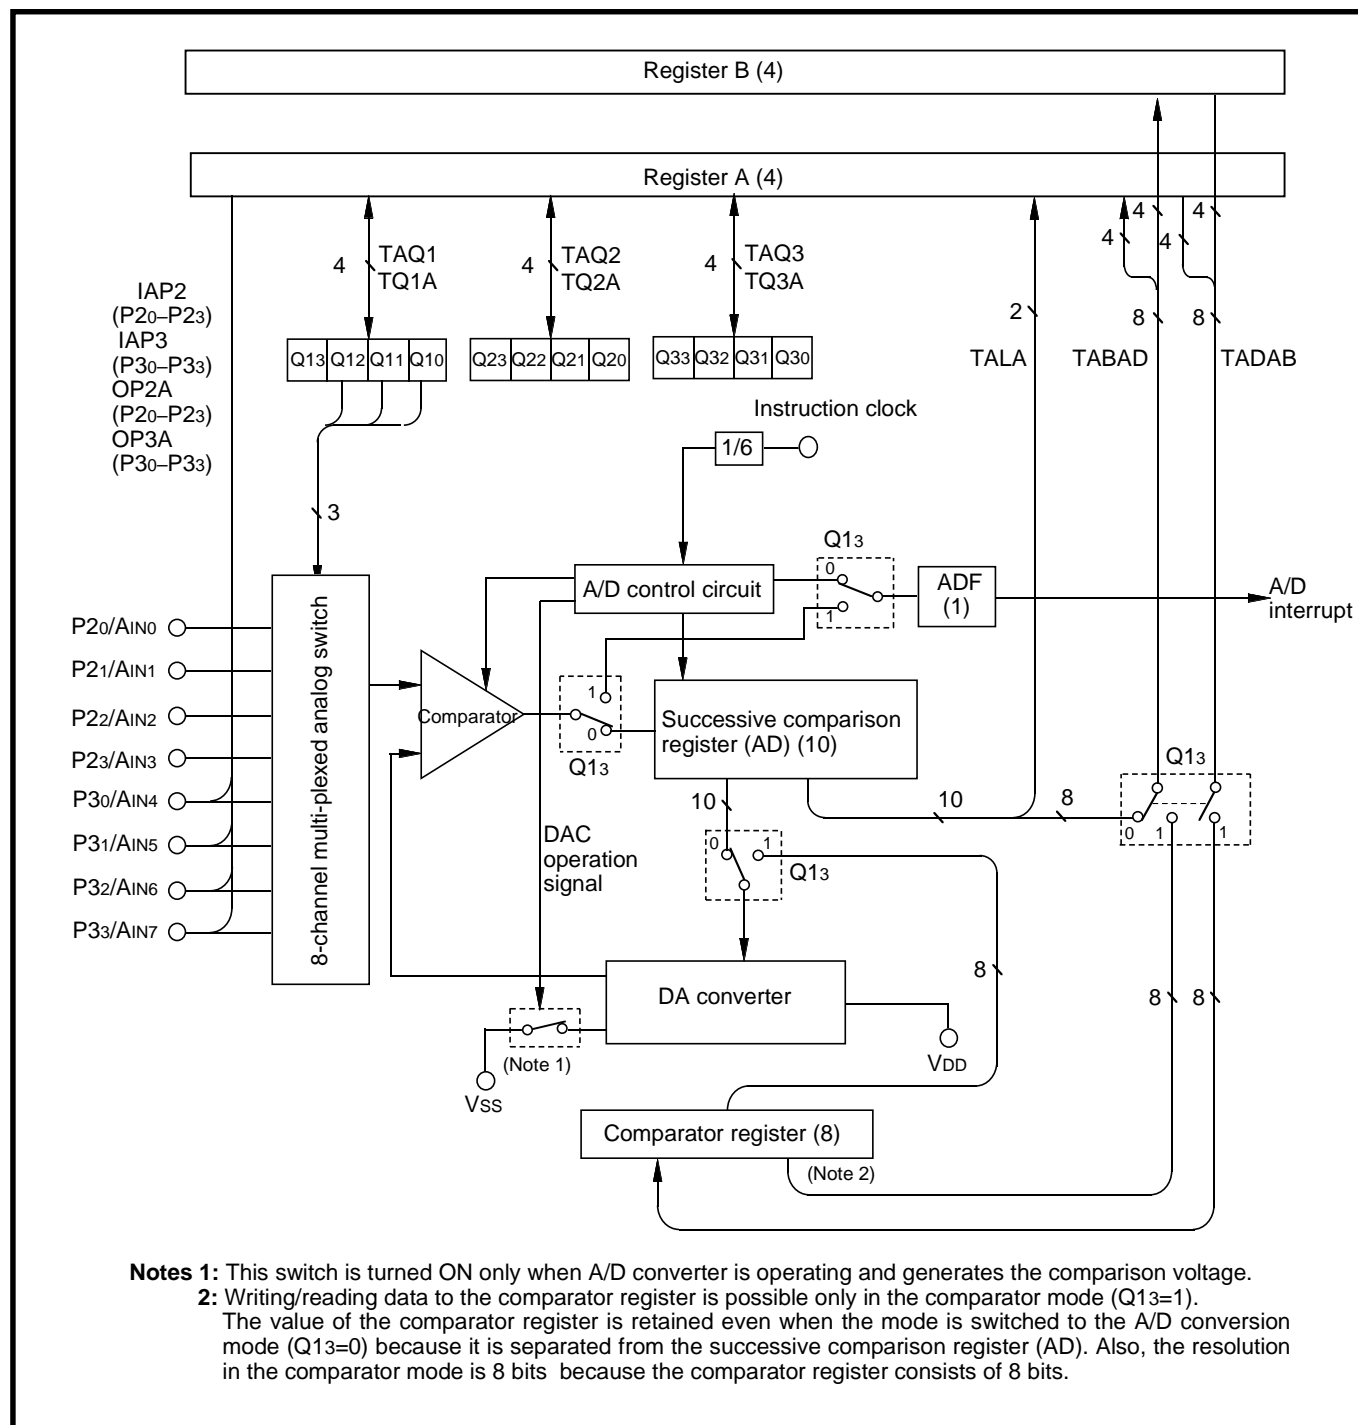 Register B (4)
Register A (4)
4
4
4
4
4
TAQ1
TQ1A
4
TAQ2
TQ2A
4
TAQ3
TQ3A
IAP2
(P20–P23)
IAP3
(P30–P33)
OP2A
(P20–P23)
OP3A
(P30–P33)
2
8
8
Q13 Q12 Q11 Q10
Q23 Q22 Q21 Q20
Q33 Q32 Q31 Q30
TALA
TABAD
TADAB
Instruction clock
1/6
3
Q13
0
1
A/D control circuit
ADF
(1)
A/D
interrupt
8-channel multi-plexed analog switch
P20/AIN0
P21/AIN1
P22/AIN2
P23/AIN3
P30/AIN4
P31/AIN5
P32/AIN6
P33/AIN7
Comparator
1
0
Q13
Successive comparison
register (AD) (10)
Q13
0
1
1
10
10
8
DAC
operation
signal
0
1
Q13
8
8
8
DA converter
(Note 1)
VSS
VDD
Comparator register (8)
(Note 2)
Notes 1: This switch is turned ON only when A/D converter is operating and generates the comparison voltage.
2: Writing/reading data to the comparator register is possible only in the comparator mode (Q13=1).
The value of the comparator register is retained even when the mode is switched to the A/D conversion
mode (Q13=0) because it is separated from the successive comparison register (AD). Also, the resolution
in the comparator mode is 8 bits because the comparator register consists of 8 bits.